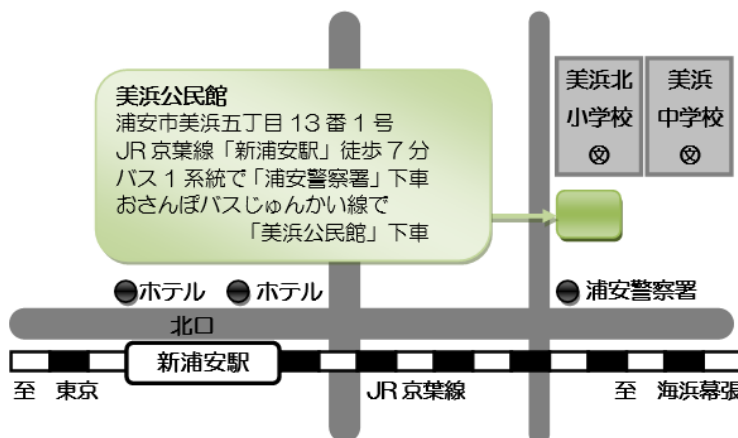 美浜公民館
浦安市美浜五丁目13番1号
JR京葉線「新浦安駅」徒歩7分
バス1系統で「浦安警察署」下車
おさんぽバスじゅんかい線で
「美浜公民館」下車
美浜北
小学校
文
美浜
中学校
文
ホテル
ホテル
浦安警察署
北口
新浦安駅
至 東京
JR京葉線
至 海浜幕張